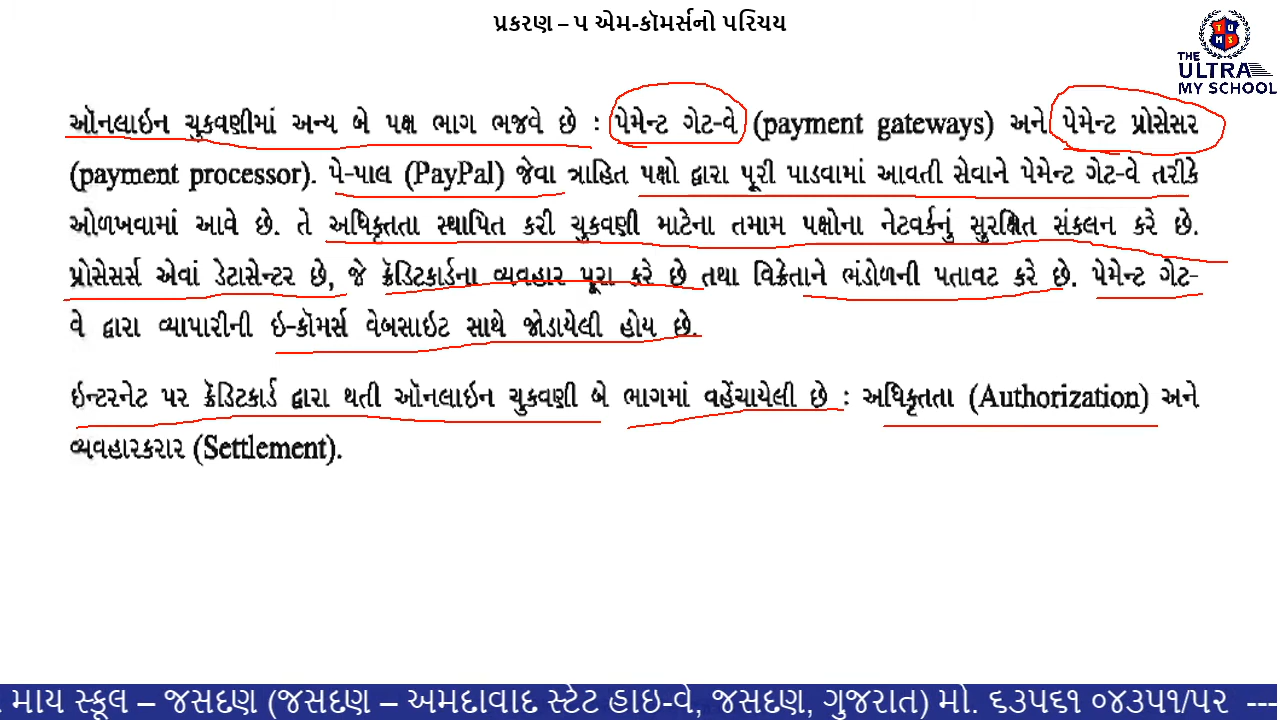 પ્રકરણ – ૫ એમ-કૉમર્સનો પરિચય
THE
ULTRA
MY SCHOOL
ઑનલાઇન ચુકવણીમાં અન્ય બે પક્ષ ભાગ ભજવે છે : પેમેન્ટ ગેટ-વે (payment gateways) અને પેમેન્ટ પ્રોસેસર
(payment processor). પે-પાલ (PayPal) જેવા ત્રાહિત પક્ષો દ્વારા પૂરી પાડવામાં આવતી સેવાને પેમેન્ટ ગેટ-વે તરીકે
ઓળખવામાં આવે છે. તે અધિકૃતતા સ્થાપિત કરી ચુકવણી માટેના તમામ પક્ષોના નેટવર્કનું સુરક્ષિત સંકલન કરે છે.
પ્રોસેસર્સ એવાં ડેટાસેન્ટર છે, જે ક્રૅડિટકાર્ડના વ્યવહાર પૂરા કરે છે તથા વિક્રેતાને ભંડોળની પતાવટ કરે છે. પેમેન્ટ ગેટ-
વે દ્વારા વ્યાપારીની ઇ-કૉમર્સ વેબસાઇટ સાથે જોડાયેલી હોય છે.
ઇન્ટરનેટ પર ક્રૅડિટકાર્ડ દ્વારા થતી ઑનલાઇન ચુકવણી બે ભાગમાં વહેંચાયેલી છે : અધિકૃતતા (Authorization) અને
વ્યવહારકરાર (Settlement).
માય સ્કૂલ – જસદણ (જસદણ – અમદાવાદ સ્ટેટ હાઇ-વે, જસદણ, ગુજરાત) મો. ૬૩૫૬૧ ૦૪૩૫૧/૫૨ ---